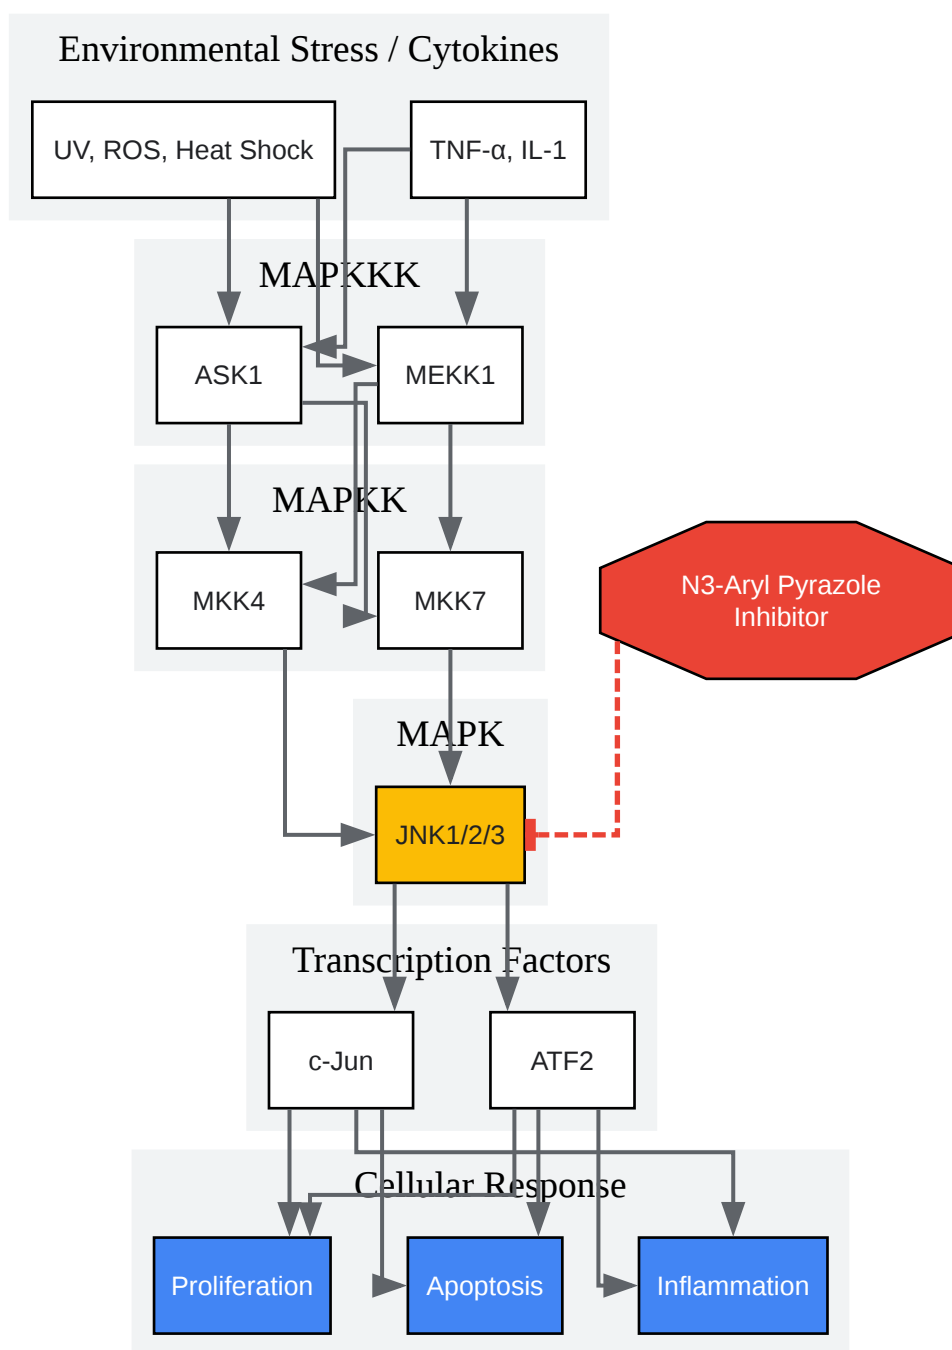 Environmental Stress / Cytokines
UV, ROS, Heat Shock
TNF-α, IL-1
MAPKKK
ASK1
MEKK1
MAPKK
MKK4
MKK7
N3-Aryl Pyrazole
Inhibitor
MAPK
JNK1/2/3
Transcription Factors
c-Jun
ATF2
Cellular Response
Proliferation
Apoptosis
Inflammation